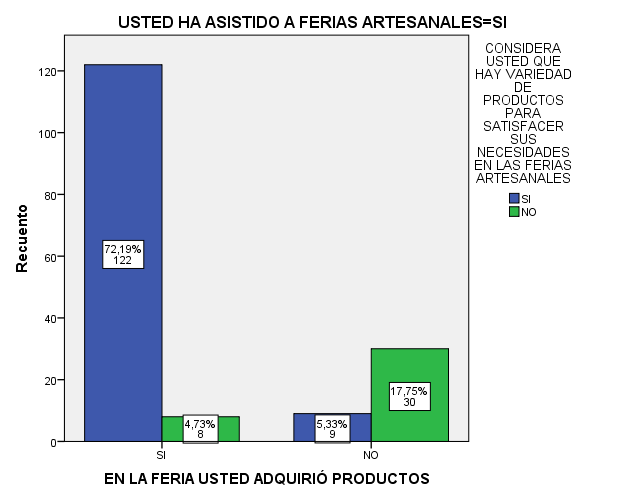 USTED HA ASISTIDO A FERIAS ARTESANALES=SI
CONSIDERA
USTED QUE
HAY VARIEDAD
DE
PRODUCTOS
PARA
SATISFACER
SUS
NECESIDADES
EN LAS FERIAS
ARTESANALES
SI
NO
Recuento
120
100
80
60
40
20
0
72,19%
122
4,73%
8
5,33%
9
17,75%
30
SI
NO
EN LA FERIA USTED ADQUIRIÓ PRODUCTOS